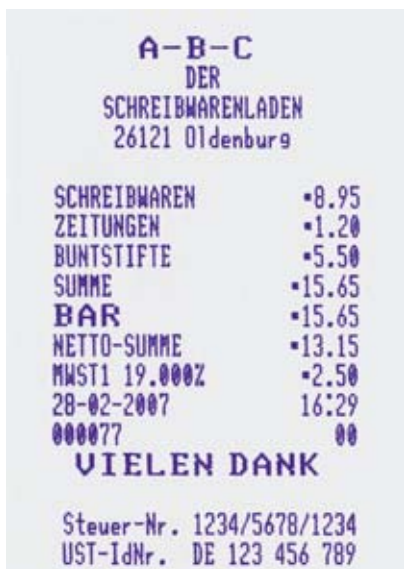 A-B-C
DER
SCHREIBWARENLADEN
26121 Oldenburg
SCHREIBWAREN ▪8.95
ZEITUNGEN ▪1.20
BUNTSTIFTE ▪5.50
SUMME ▪15.65
BAR ▪15.65
NETTO-SUMME ▪13.15
MWST1 19.000% ▪2.50
28-02-2007 16:29
000077 00
VIELEN DANK
Steuer-Nr. 1234/5678/1234
UST-IdNr. DE 123 456 789